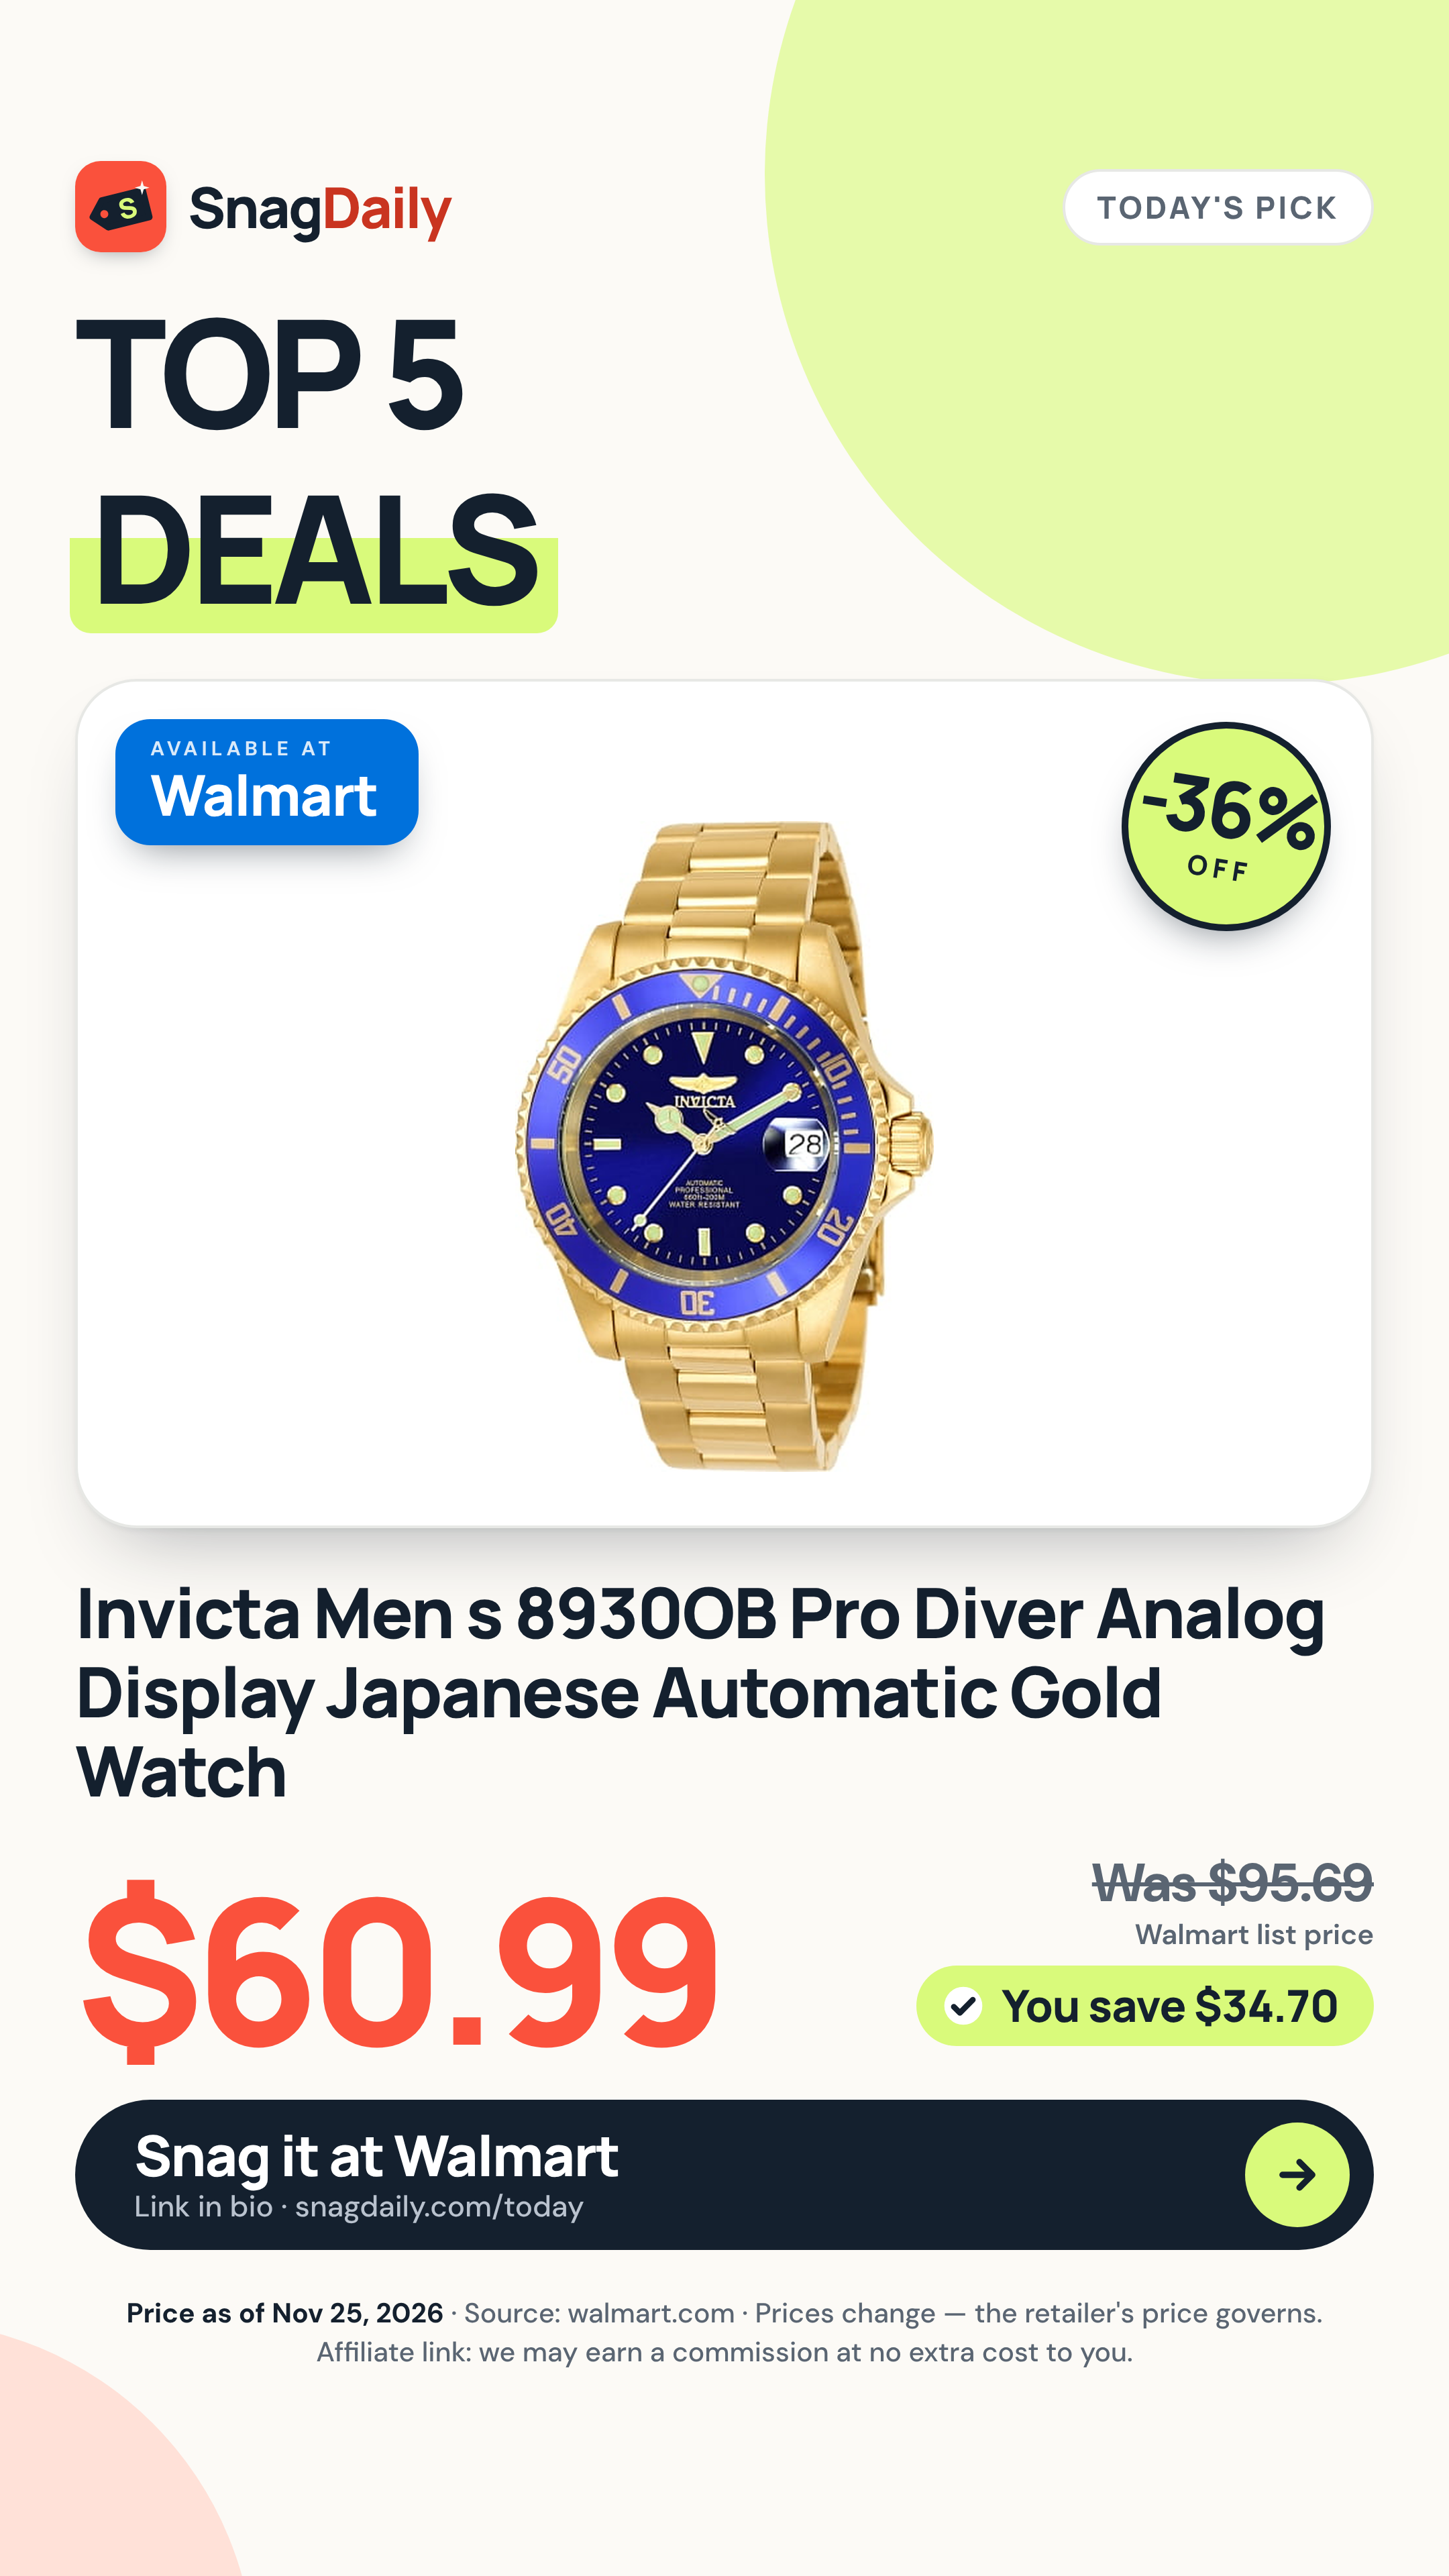 S
SnagDaily
TODAY'S PICK
TOP 5
DEALS
AVAILABLE AT
Walmart
-36%
OFF
INVICTA
AUTOMATIC
PROFESSIONAL
660ft-200M
WATER RESISTANT
28
10
20
30
40
50
Invicta Men s 8930OB Pro Diver Analog
Display Japanese Automatic Gold
Watch
$60.99
Was $95.69
Walmart list price
You save $34.70
Snag it at Walmart
Link in bio · snagdaily.com/today
Price as of Nov 25, 2026 · Source: walmart.com · Prices change — the retailer's price governs.
Affiliate link: we may earn a commission at no extra cost to you.